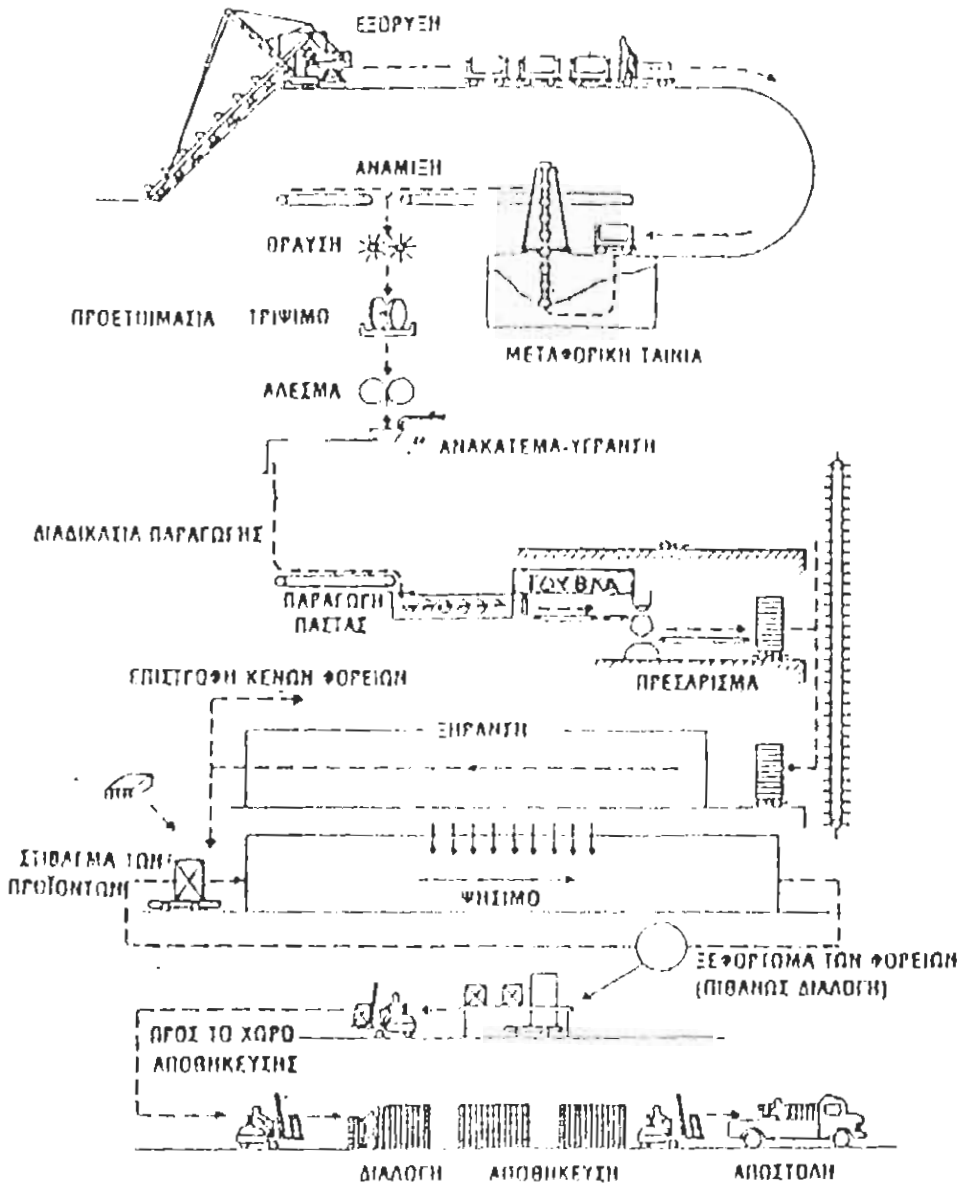 ΕΞΟΡΥΞΗ
ΑΝΑΜΙΞΗ
ΘΡΑΥΣΗ
ΠΡΟΕΤΟΙΜΑΣΙΑ ΤΡΙΨΙΜΟ
ΜΕΤΑΦΟΡΙΚΗ ΤΑΙΝΙΑ
ΑΛΕΣΜΑ
ΑΝΑΚΑΤΕΜΑ-ΥΓΡΑΝΣΗ
ΔΙΑΔΙΚΑΣΙΑ ΠΑΡΑΓΩΓΗΣ
ΤΟΥΒΛΑ
ΠΑΡΑΓΩΓΗ
ΠΑΣΤΑΣ
ΠΡΕΣΑΡΙΣΜΑ
ΕΠΙΣΤΡΟΦΗ ΚΕΝΩΝ ΦΟΡΕΙΩΝ
ΞΗΡΑΝΣΗ
ΣΤΙΒΑΓΜΑ ΤΩΝ
ΠΡΟΪΟΝΤΩΝ
ΨΗΣΙΜΟ
ΞΕΦΟΡΤΩΜΑ ΤΩΝ ΦΟΡΕΙΩΝ
(ΠΙΘΑΝΩΣ ΔΙΑΛΟΓΗ)
ΠΡΟΣ ΤΟ ΧΩΡΟ
ΑΠΟΘΗΚΕΥΣΗΣ
ΔΙΑΛΟΓΗ ΑΠΟΘΗΚΕΥΣΗ ΑΠΟΣΤΟΛΗ